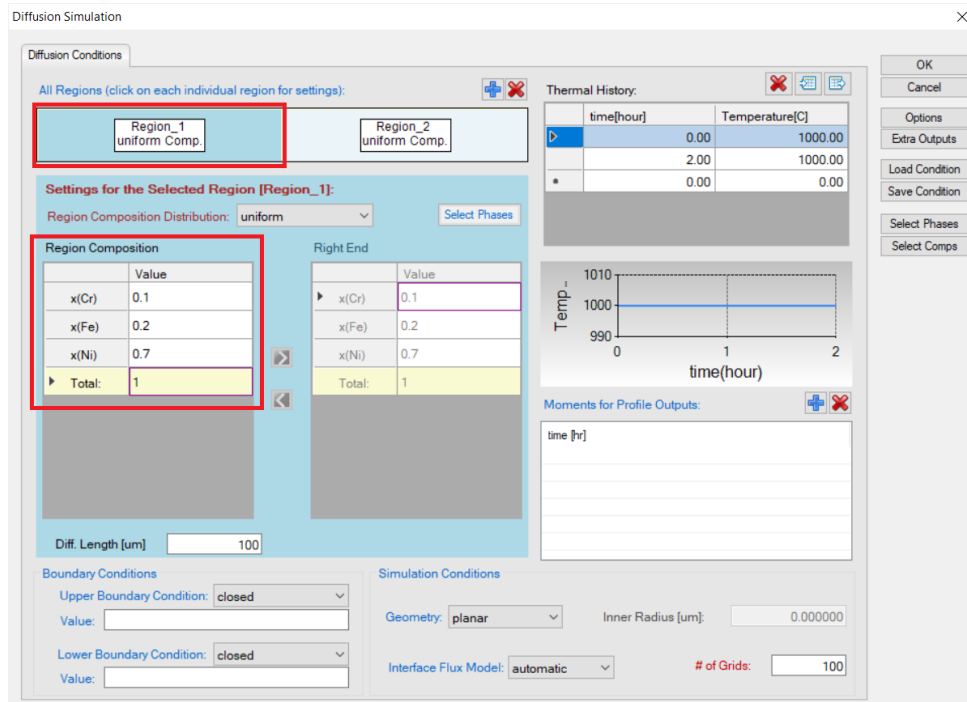 Diffusion Simulation
Diffusion Conditions
All Regions (click on each individual region for settings):
Region_1
uniform Comp.
Region_2
uniform Comp.
Settings for the Selected Region [Region_1]:
Region Composition Distribution: uniform
Select Phases
Region Composition
Value
x(Cr) 0.1
x(Fe) 0.2
x(Ni) 0.7
Total: 1
Right End
Value
x(Cr) 0.1
x(Fe) 0.2
x(Ni) 0.7
Total: 1
Diff. Length [um] 100
Boundary Conditions
Upper Boundary Condition: closed
Value:
Lower Boundary Condition: closed
Value:
Thermal History:
time[hour] Temperature[C]
0.00 1000.00
2.00 1000.00
0.00 0.00
1010
1000
990
Temp_
0 1 2
time(hour)
Moments for Profile Outputs:
time [hr]
Simulation Conditions
Geometry: planar
Inner Radius [um]: 0.000000
Interface Flux Model: automatic
# of Grids: 100
OK
Cancel
Options
Extra Outputs
Load Condition
Save Condition
Select Phases
Select Comps